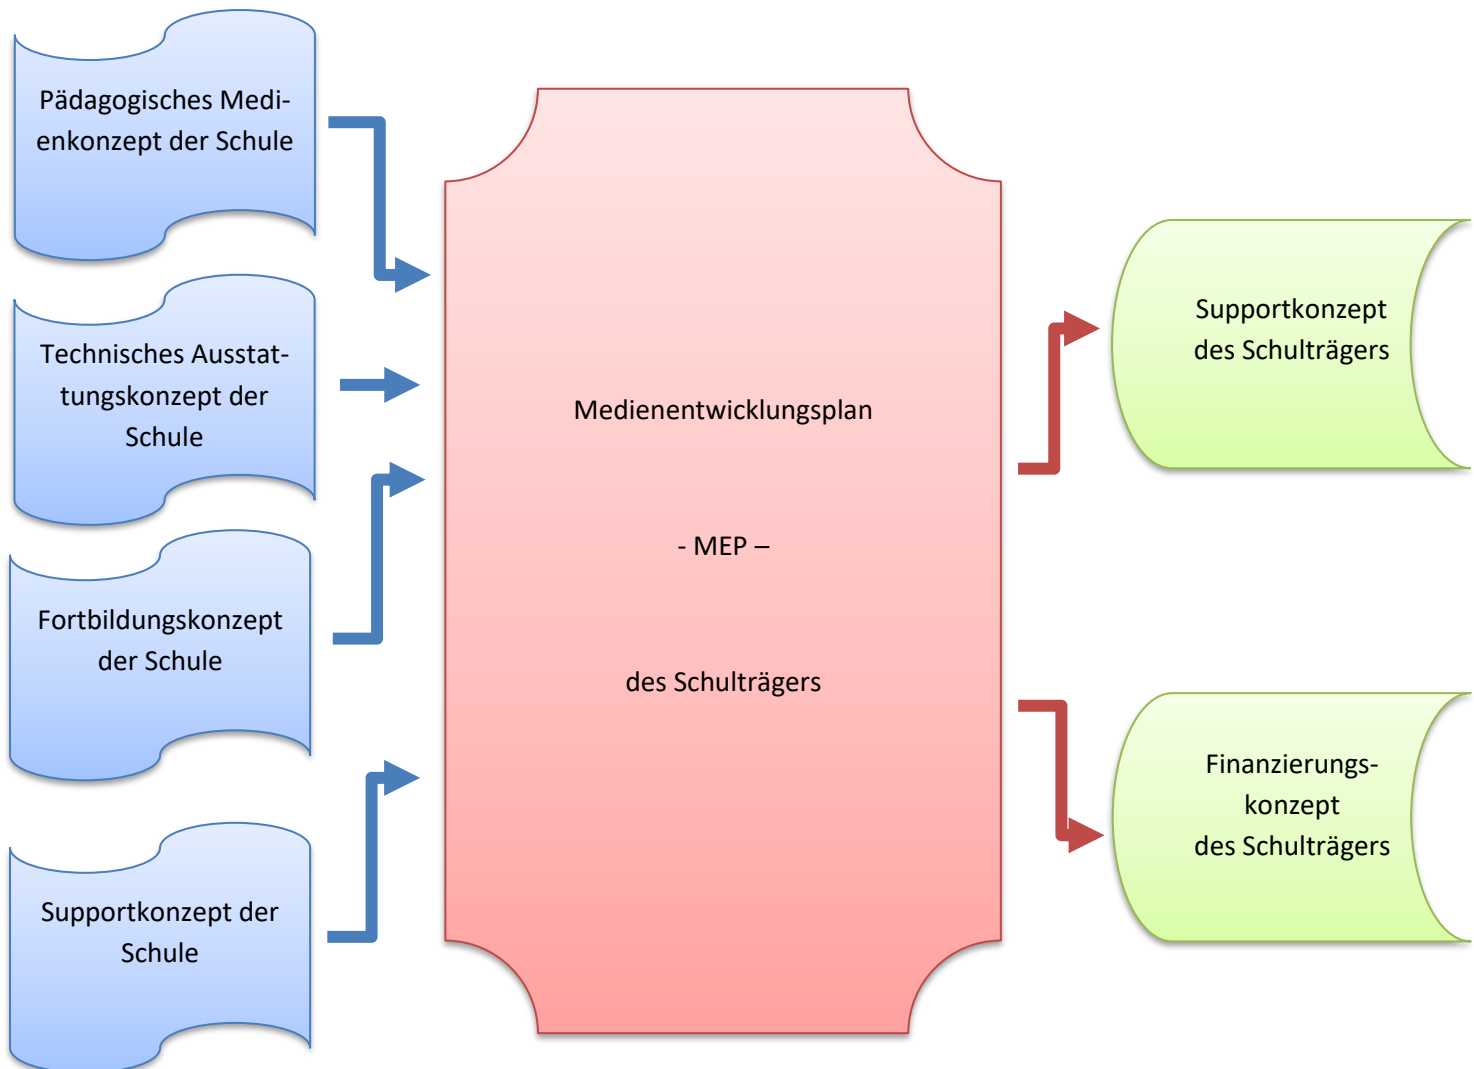 Pädagogisches Medi-
enkonzept der Schule
Technisches Ausstat-
tungskonzept der
Schule
Fortbildungskonzept
der Schule
Supportkonzept der
Schule
Medienentwicklungsplan
- MEP –
des Schulträgers
Supportkonzept
des Schulträgers
Finanzierungs-
konzept
des Schulträgers